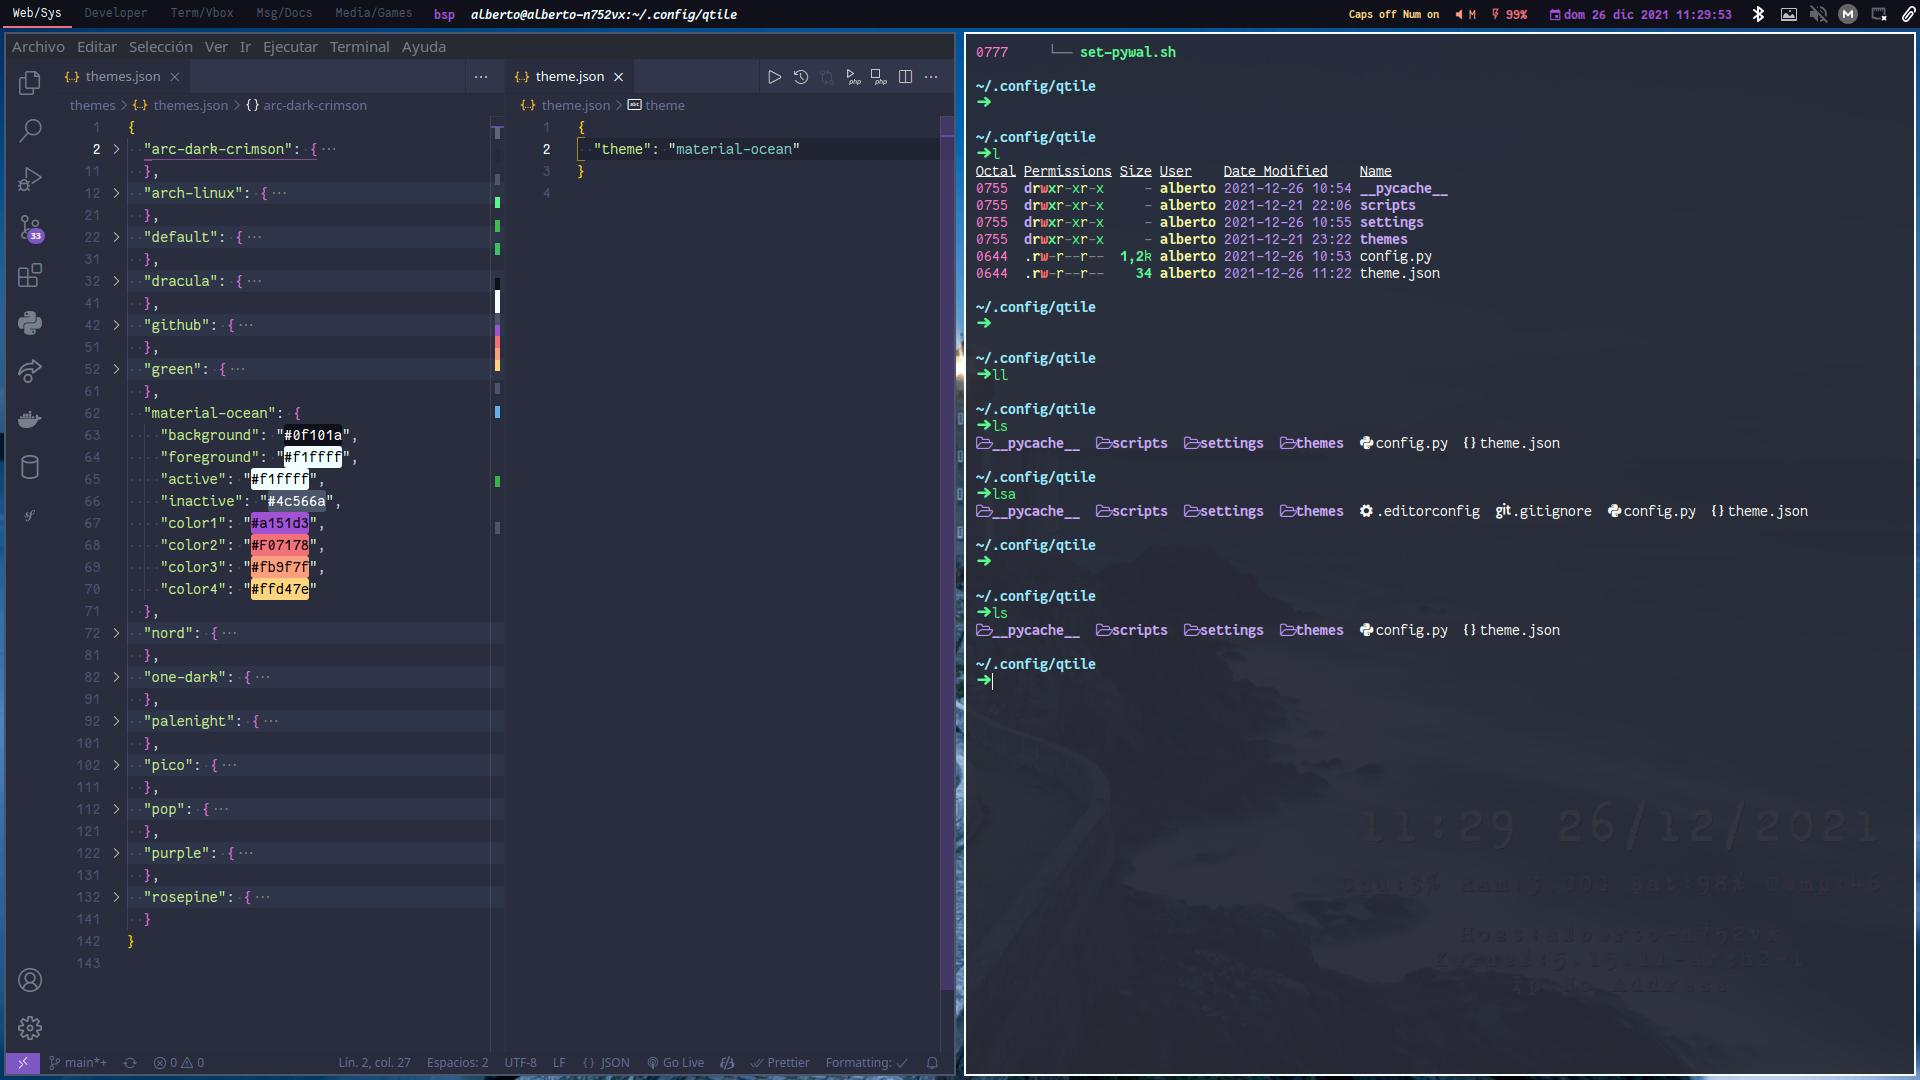 Web/Sys Developer Term/Vbox Msg/Docs Media/Games bsp alberto@alberto-n752vx:~/.config/qtile Caps off Num on M 99% dom 26 dic 2021 11:29:53 M
Archivo Editar Selección Ver Ir Ejecutar Terminal Ayuda
{..} themes.json × ···
themes > {..} themes.json > {} arc-dark-crimson
1 {
2 > "arc-dark-crimson": { ···
11 },
12 > "arch-linux": { ···
21 },
22 > "default": { ···
31 },
32 > "dracula": { ···
41 },
42 > "github": { ···
51 },
52 > "green": { ···
61 },
62 "material-ocean": {
63 "background": "#0f101a",
64 "foreground": "#f1ffff",
65 "active": "#f1ffff",
66 "inactive": "#4c566a",
67 "color1": "#a151d3",
68 "color2": "#F07178",
69 "color3": "#fb9f7f",
70 "color4": "#ffd47e"
71 },
72 > "nord": { ···
81 },
82 > "one-dark": { ···
91 },
92 > "palenight": { ···
101 },
102 > "pico": { ···
111 },
112 > "pop": { ···
121 },
122 > "purple": { ···
131 },
132 > "rosepine": { ···
141 }
142 }
143
33
{..} theme.json × php php ···
{..} theme.json > abc theme
1 {
2 "theme": "material-ocean"
3 }
4
main*+ 0 0 Lín. 2, col. 27 Espacios: 2 UTF-8 LF {} JSON Go Live Prettier Formatting: ✓
0777 └── set-pywal.sh
~/.config/qtile
➜
~/.config/qtile
➜l
Octal Permissions Size User Date Modified Name
0755 drwxr-xr-x - alberto 2021-12-26 10:54 __pycache__
0755 drwxr-xr-x - alberto 2021-12-21 22:06 scripts
0755 drwxr-xr-x - alberto 2021-12-26 10:55 settings
0755 drwxr-xr-x - alberto 2021-12-21 23:22 themes
0644 .rw-r--r-- 1,2k alberto 2021-12-26 10:53 config.py
0644 .rw-r--r-- 34 alberto 2021-12-26 11:22 theme.json
~/.config/qtile
➜
~/.config/qtile
➜ll
~/.config/qtile
➜ls
__pycache__ scripts settings themes config.py {} theme.json
~/.config/qtile
➜lsa
__pycache__ scripts settings themes .editorconfig git .gitignore config.py {} theme.json
~/.config/qtile
➜
~/.config/qtile
➜ls
__pycache__ scripts settings themes config.py {} theme.json
~/.config/qtile
➜
11:29 26/12/2021
Host:alberto-n752vx
Ip:No Address